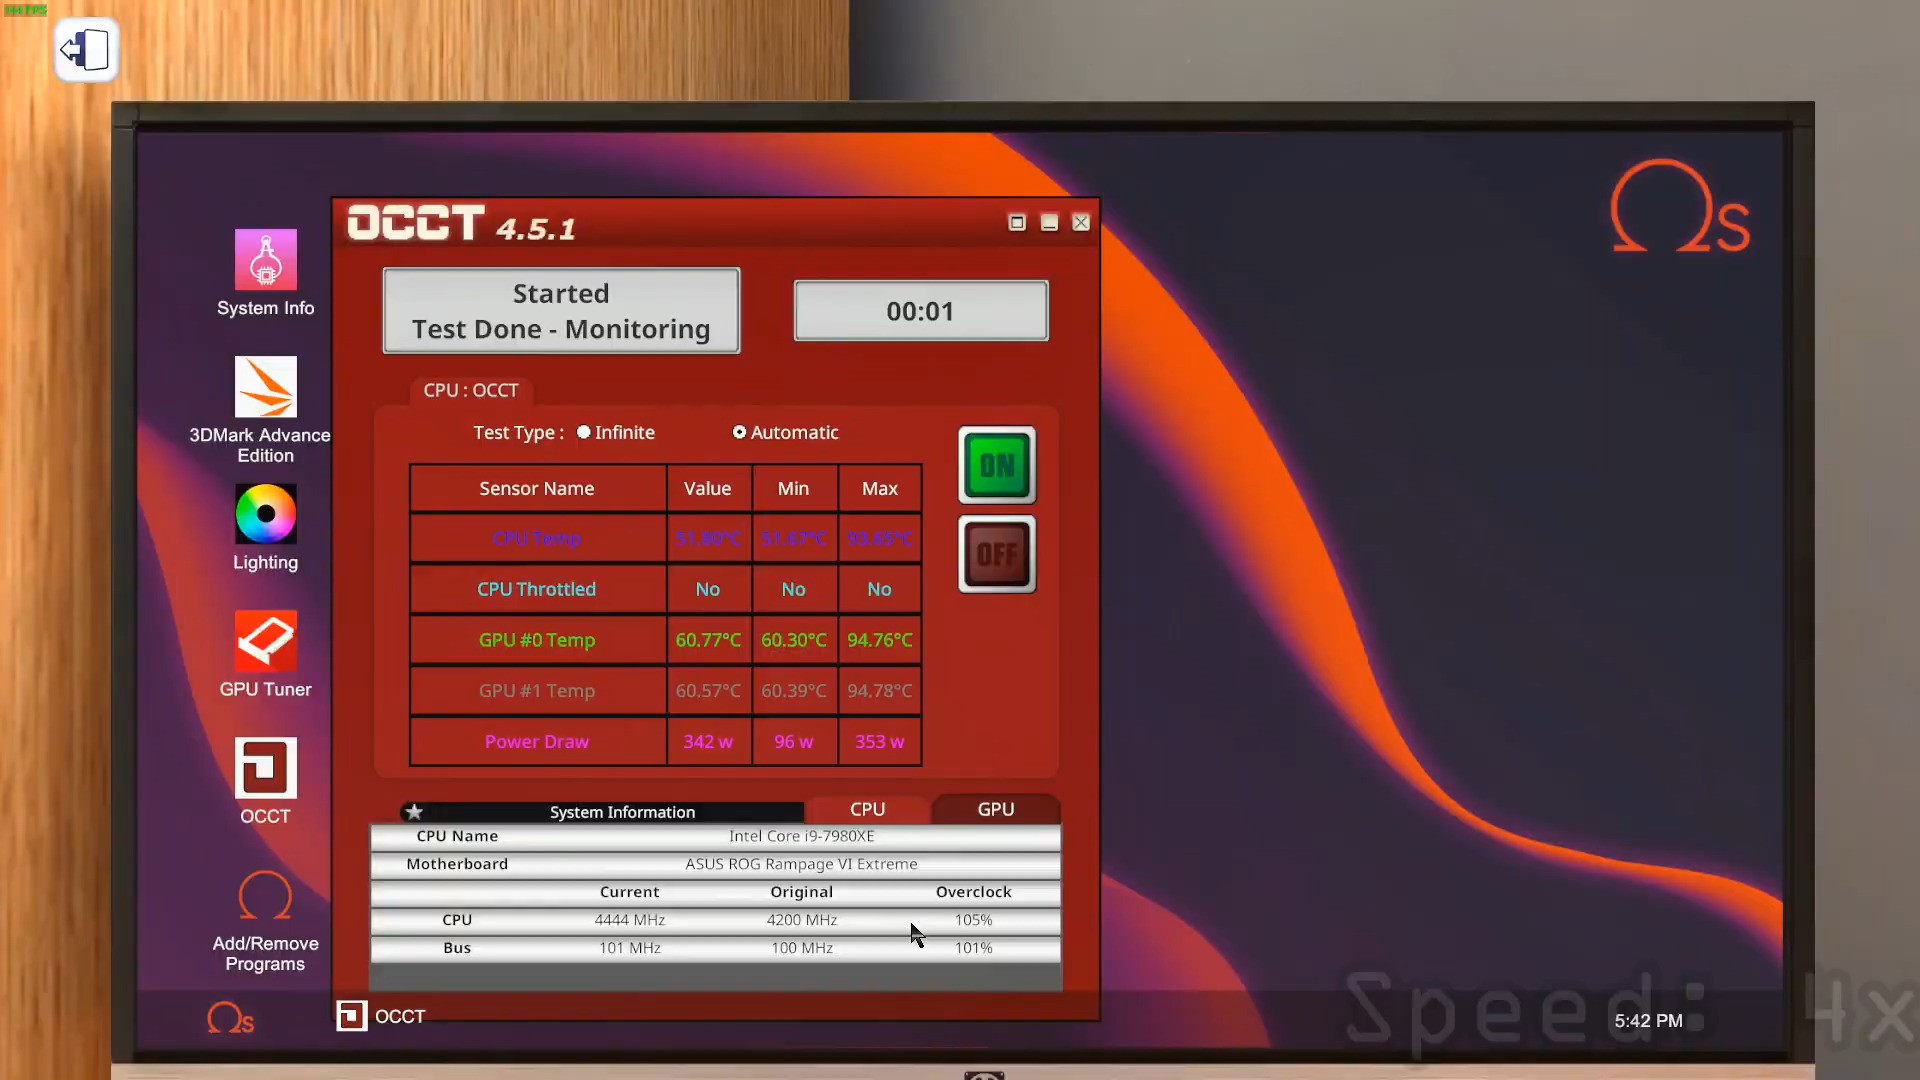 144 FPS
Ωs
System Info
3DMark Advance
Edition
Lighting
GPU Tuner
OCCT
Add/Remove
Programs
OCCT 4.5.1
Started
Test Done - Monitoring
00:01
CPU : OCCT
Test Type : Infinite Automatic
ON
OFF
Sensor Name Value Min Max
CPU Temp 51.80°C 51.67°C 93.65°C
CPU Throttled No No No
GPU #0 Temp 60.77°C 60.30°C 94.76°C
GPU #1 Temp 60.57°C 60.39°C 94.78°C
Power Draw 342 w 96 w 353 w
System Information CPU GPU
CPU Name Intel Core i9-7980XE
Motherboard ASUS ROG Rampage VI Extreme
Current Original Overclock
CPU 4444 MHz 4200 MHz 105%
Bus 101 MHz 100 MHz 101%
Ωs
OCCT
Speed: 4x
5:42 PM